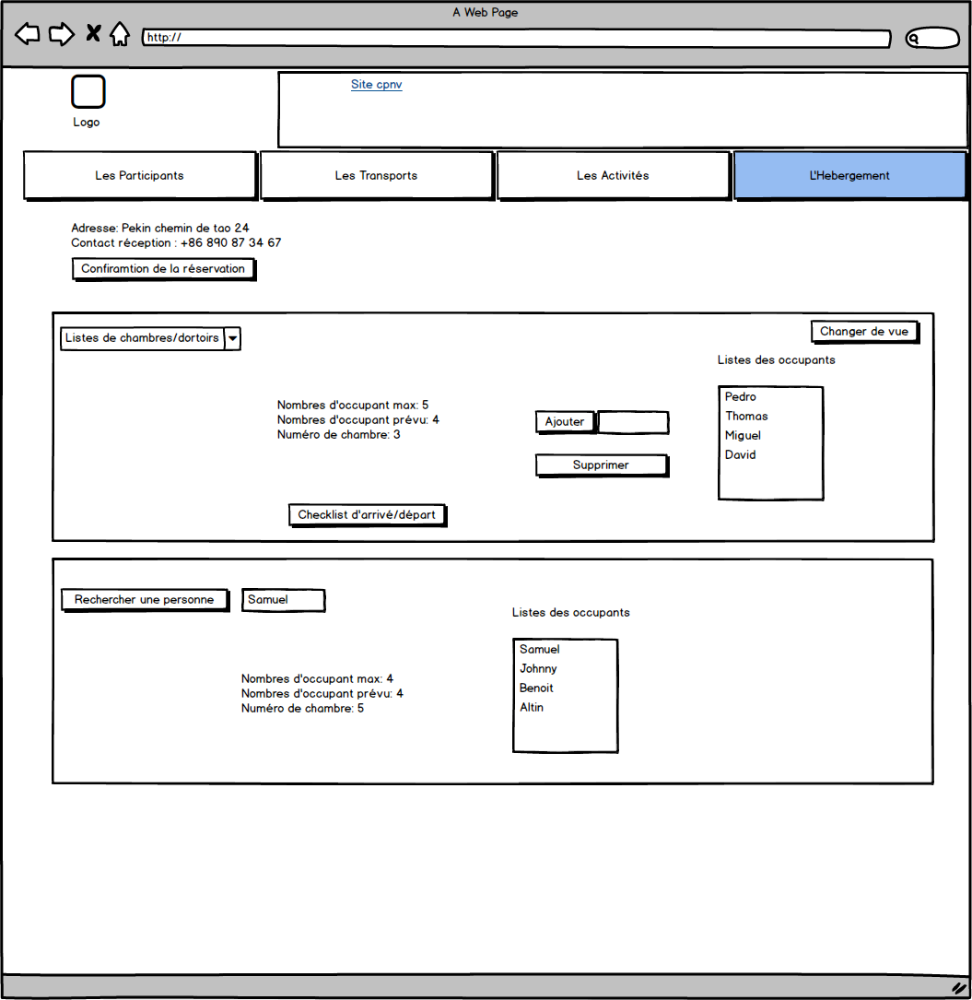 A Web Page
http://
Site cpnv
Logo
Les Participants
Les Transports
Les Activités
L'Hebergement
Adresse: Pekin chemin de tao 24
Contact réception : +86 890 87 34 67
Confiramtion de la réservation
Listes de chambres/dortoirs
Changer de vue
Listes des occupants
Nombres d'occupant max: 5
Nombres d'occupant prévu: 4
Numéro de chambre: 3
Ajouter
Supprimer
Pedro
Thomas
Miguel
David
Checklist d'arrivé/départ
Rechercher une personne
Samuel
Listes des occupants
Nombres d'occupant max: 4
Nombres d'occupant prévu: 4
Numéro de chambre: 5
Samuel
Johnny
Benoit
Altin